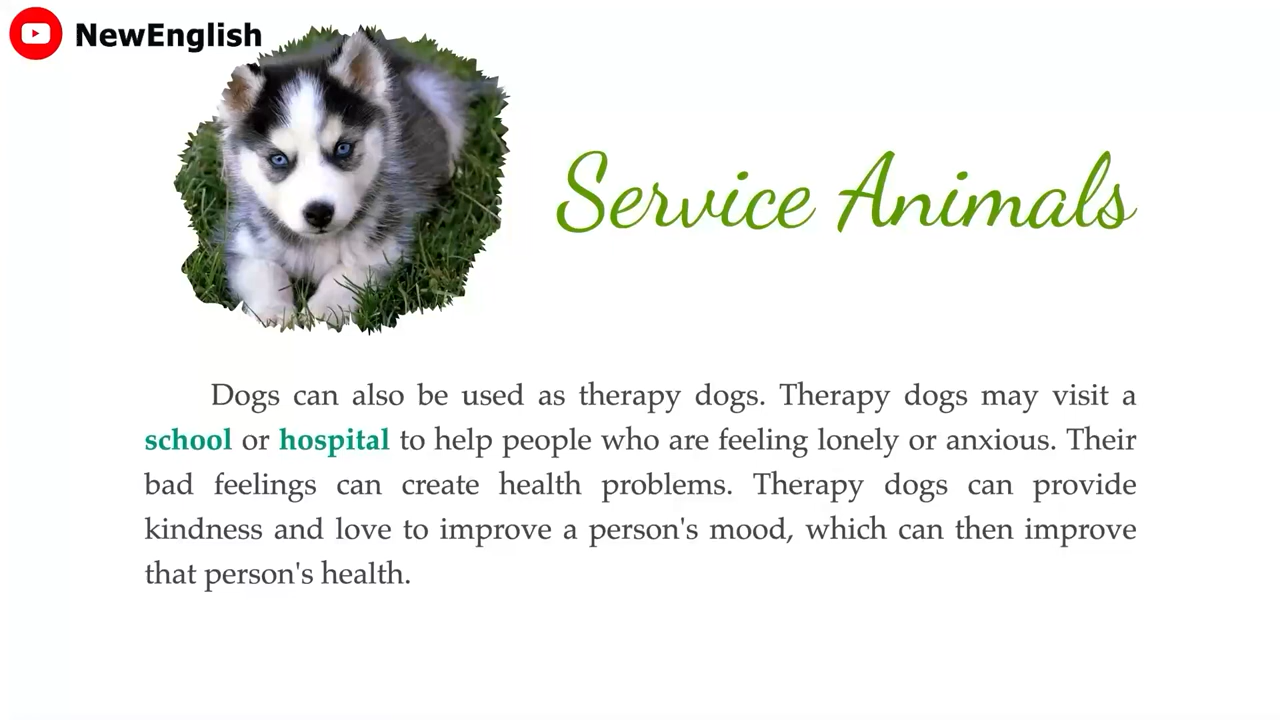 NewEnglish
Service Animals
Dogs can also be used as therapy dogs. Therapy dogs may visit a
school or hospital to help people who are feeling lonely or anxious. Their
bad feelings can create health problems. Therapy dogs can provide
kindness and love to improve a person's mood, which can then improve
that person's health.